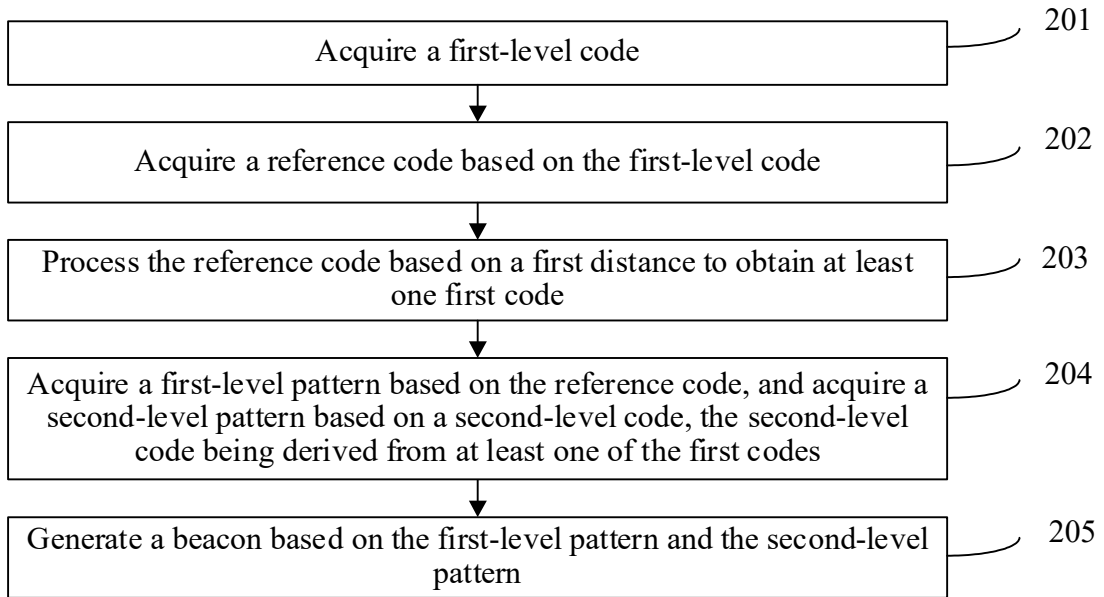 Acquire a first-level code
201
Acquire a reference code based on the first-level code
202
Process the reference code based on a first distance to obtain at least
one first code
203
Acquire a first-level pattern based on the reference code, and acquire a
second-level pattern based on a second-level code, the second-level
code being derived from at least one of the first codes
204
Generate a beacon based on the first-level pattern and the second-level
pattern
205